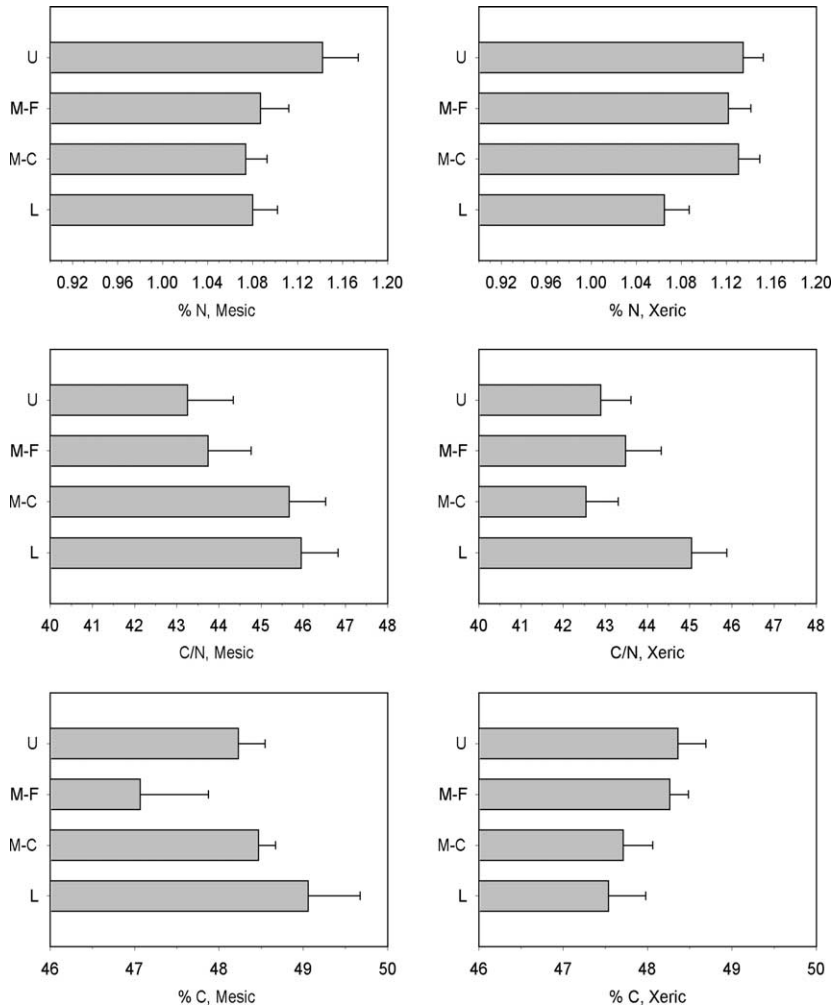 U
M-F
M-C
L
0.92 0.96 1.00 1.04 1.08 1.12 1.16 1.20
% N, Mesic
U
M-F
M-C
L
0.92 0.96 1.00 1.04 1.08 1.12 1.16 1.20
% N, Xeric
U
M-F
M-C
L
40 41 42 43 44 45 46 47 48
C/N, Mesic
U
M-F
M-C
L
40 41 42 43 44 45 46 47 48
C/N, Xeric
U
M-F
M-C
L
46 47 48 49 50
% C, Mesic
U
M-F
M-C
L
46 47 48 49 50
% C, Xeric